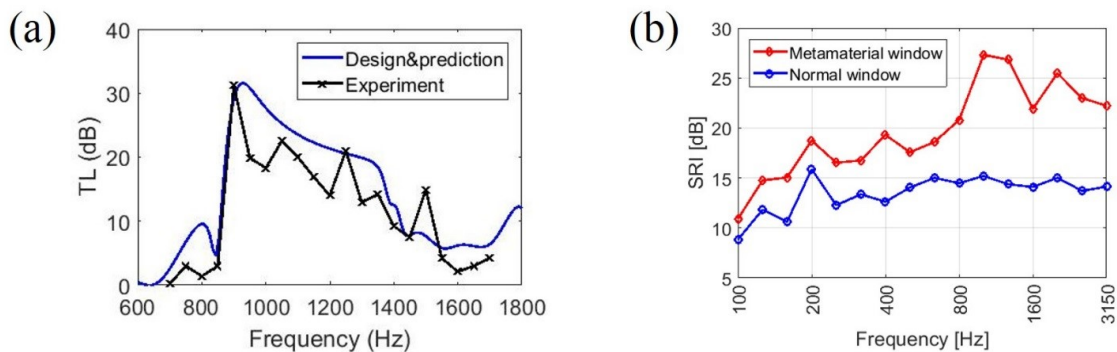 (a)
40
30
20
10
0
TL (dB)
Design&prediction
Experiment
600 800 1000 1200 1400 1600 1800
Frequency (Hz)
(b)
30
25
20
15
10
5
SRI [dB]
Metamaterial window
Normal window
100 200 400 800 1600 3150
Frequency [Hz]